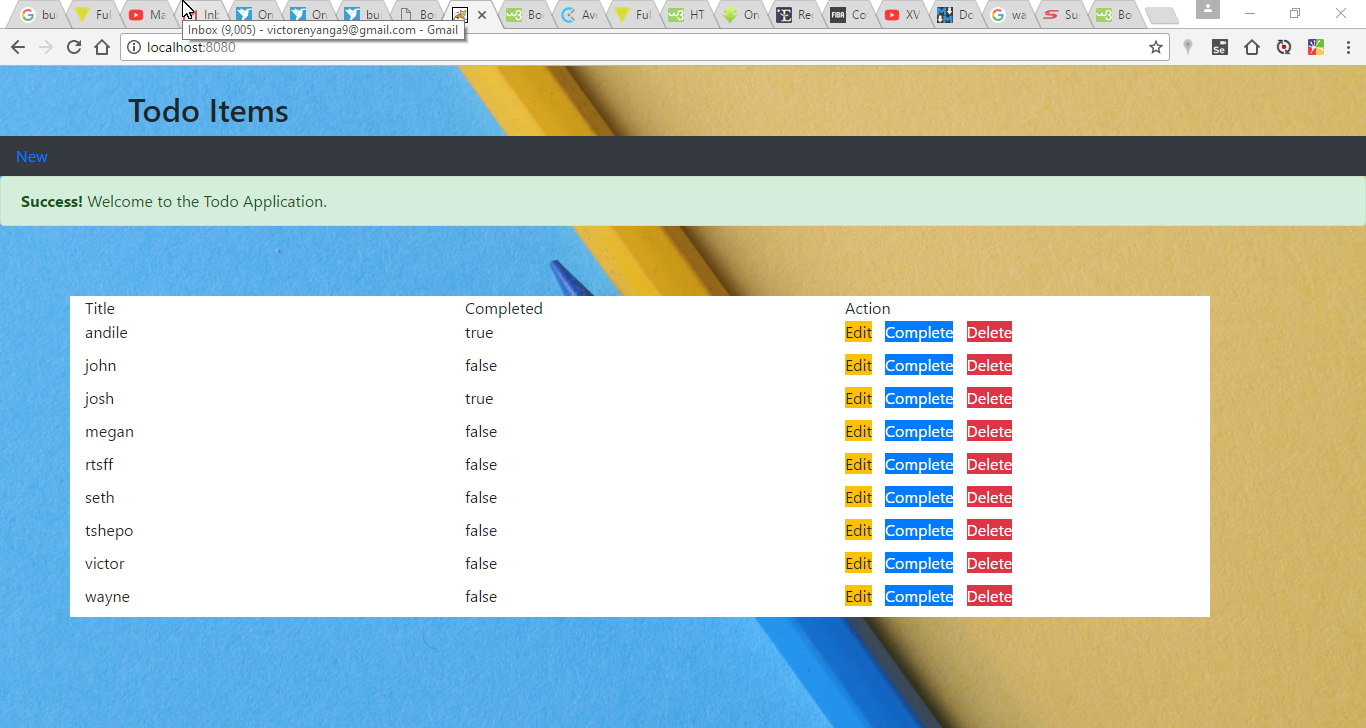 bu Ful Ma Inb On On bui Bo Bo Ave Ful HT On Reg Co XV Do wa Su Bo
Inbox (9,005) - victorenyanga9@gmail.com - Gmail
localhost:8080
Todo Items
New
Success! Welcome to the Todo Application.
Title Completed Action
andile true Edit Complete Delete
john false Edit Complete Delete
josh true Edit Complete Delete
megan false Edit Complete Delete
rtsff false Edit Complete Delete
seth false Edit Complete Delete
tshepo false Edit Complete Delete
victor false Edit Complete Delete
wayne false Edit Complete Delete